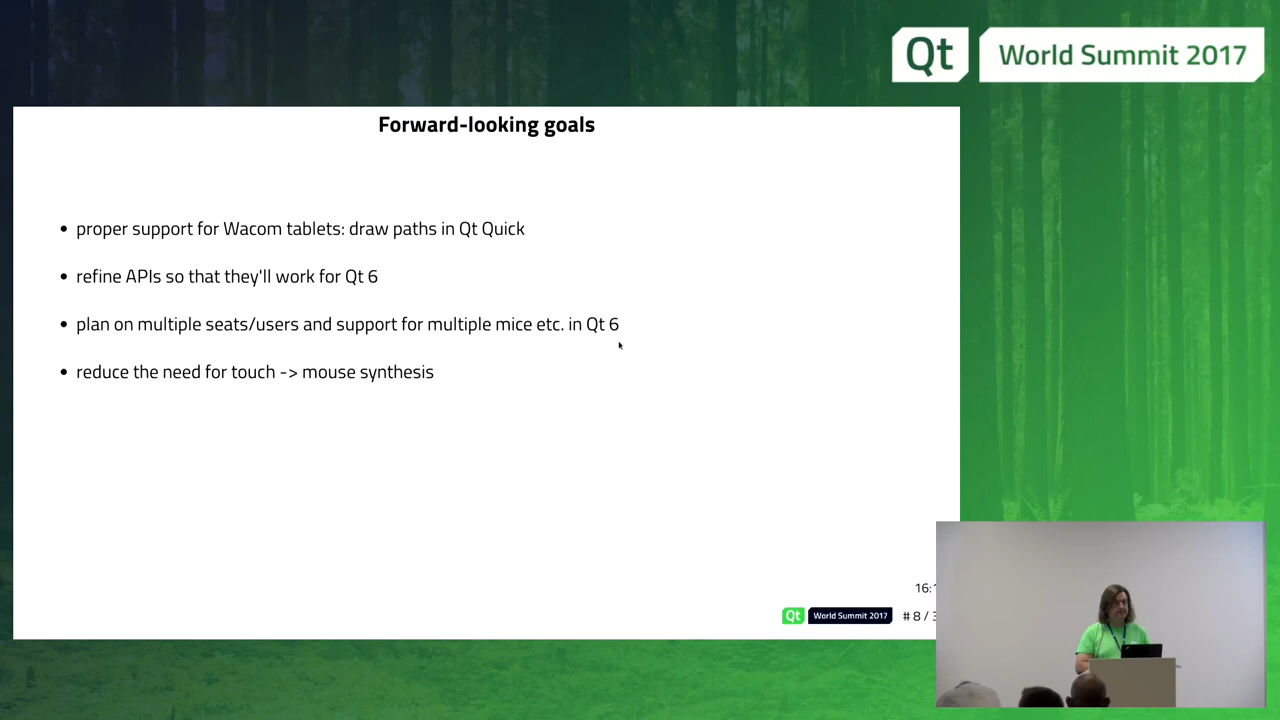 Qt World Summit 2017
Forward-looking goals
• proper support for Wacom tablets: draw paths in Qt Quick
• refine APIs so that they'll work for Qt 6
• plan on multiple seats/users and support for multiple mice etc. in Qt 6
• reduce the need for touch -> mouse synthesis
16:
Qt World Summit 2017 # 8 /